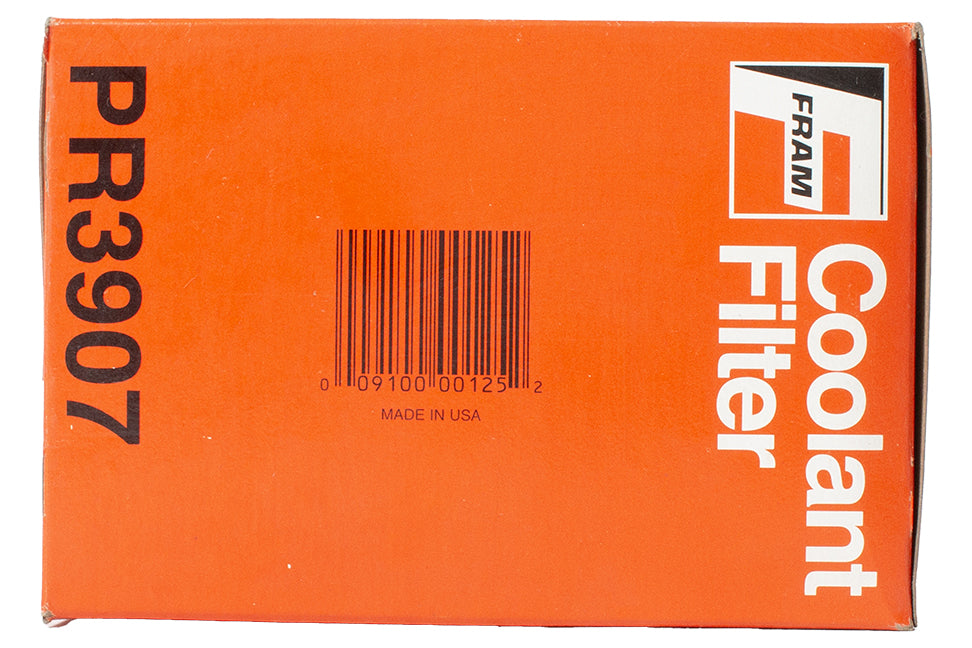 FRAM
Coolant
Filter
0 09100 00125 2
MADE IN USA
PR3907